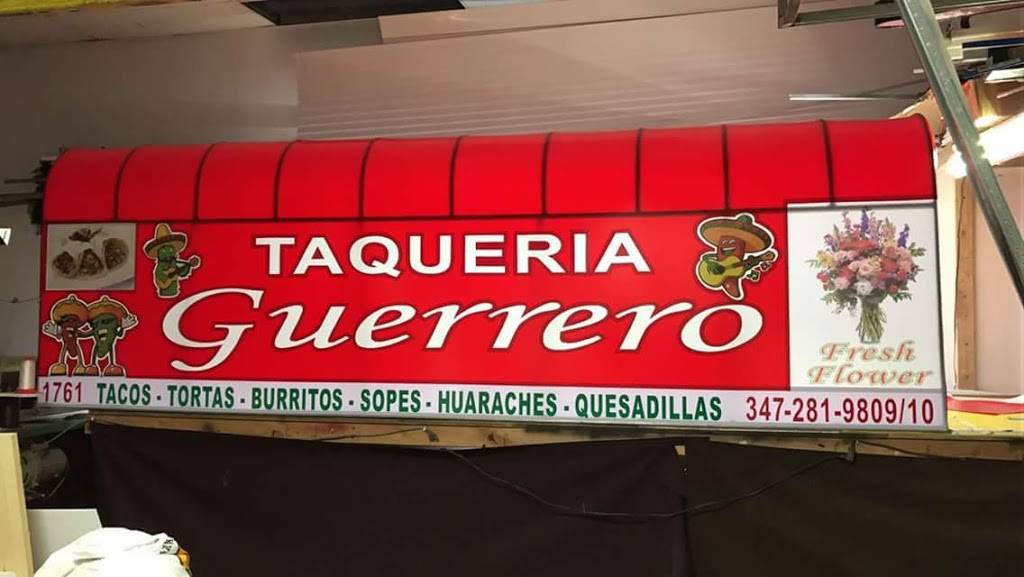 TAQUERIA
Guerrero
Fresh
Flower
1761 TACOS - TORTAS - BURRITOS - SOPES - HUARACHES - QUESADILLAS 347-281-9809/10